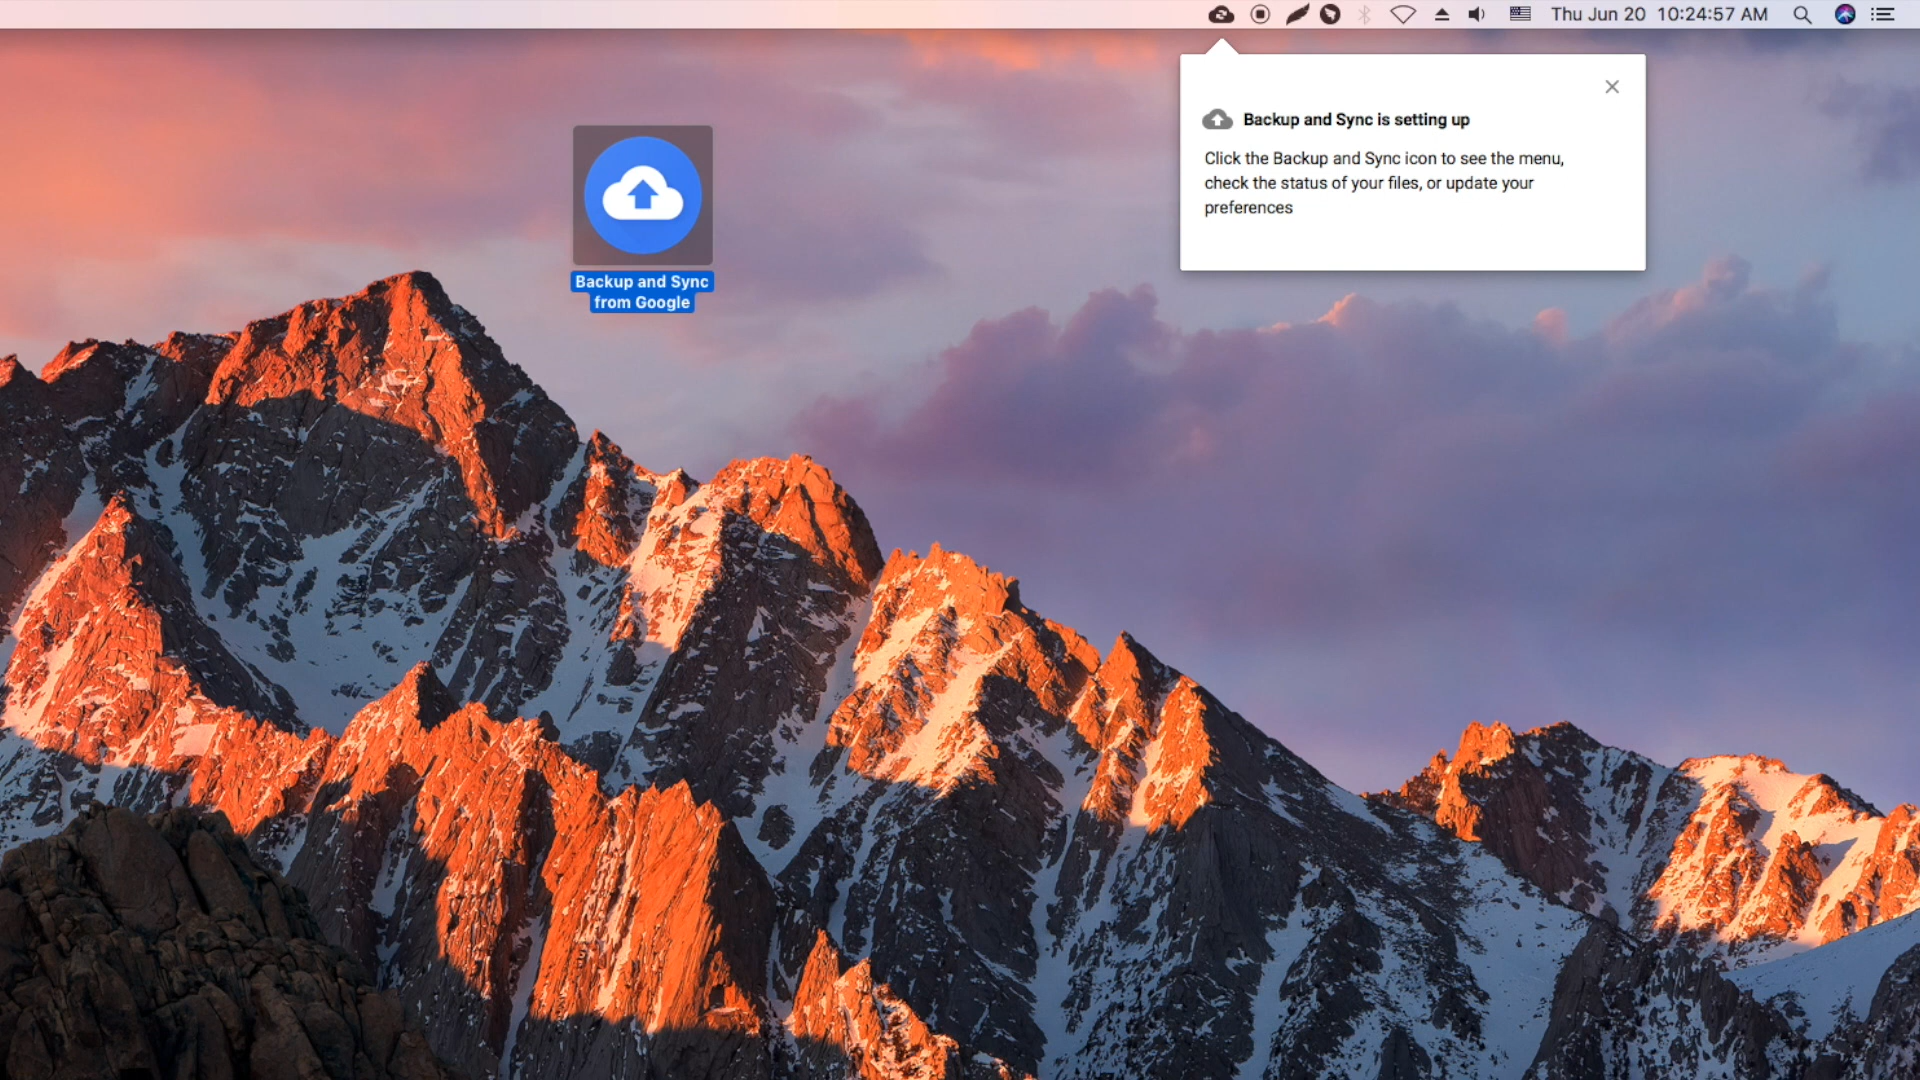 Thu Jun 20 10:24:57 AM
Backup and Sync is setting up
Click the Backup and Sync icon to see the menu,
check the status of your files, or update your
preferences
Backup and Sync
from Google